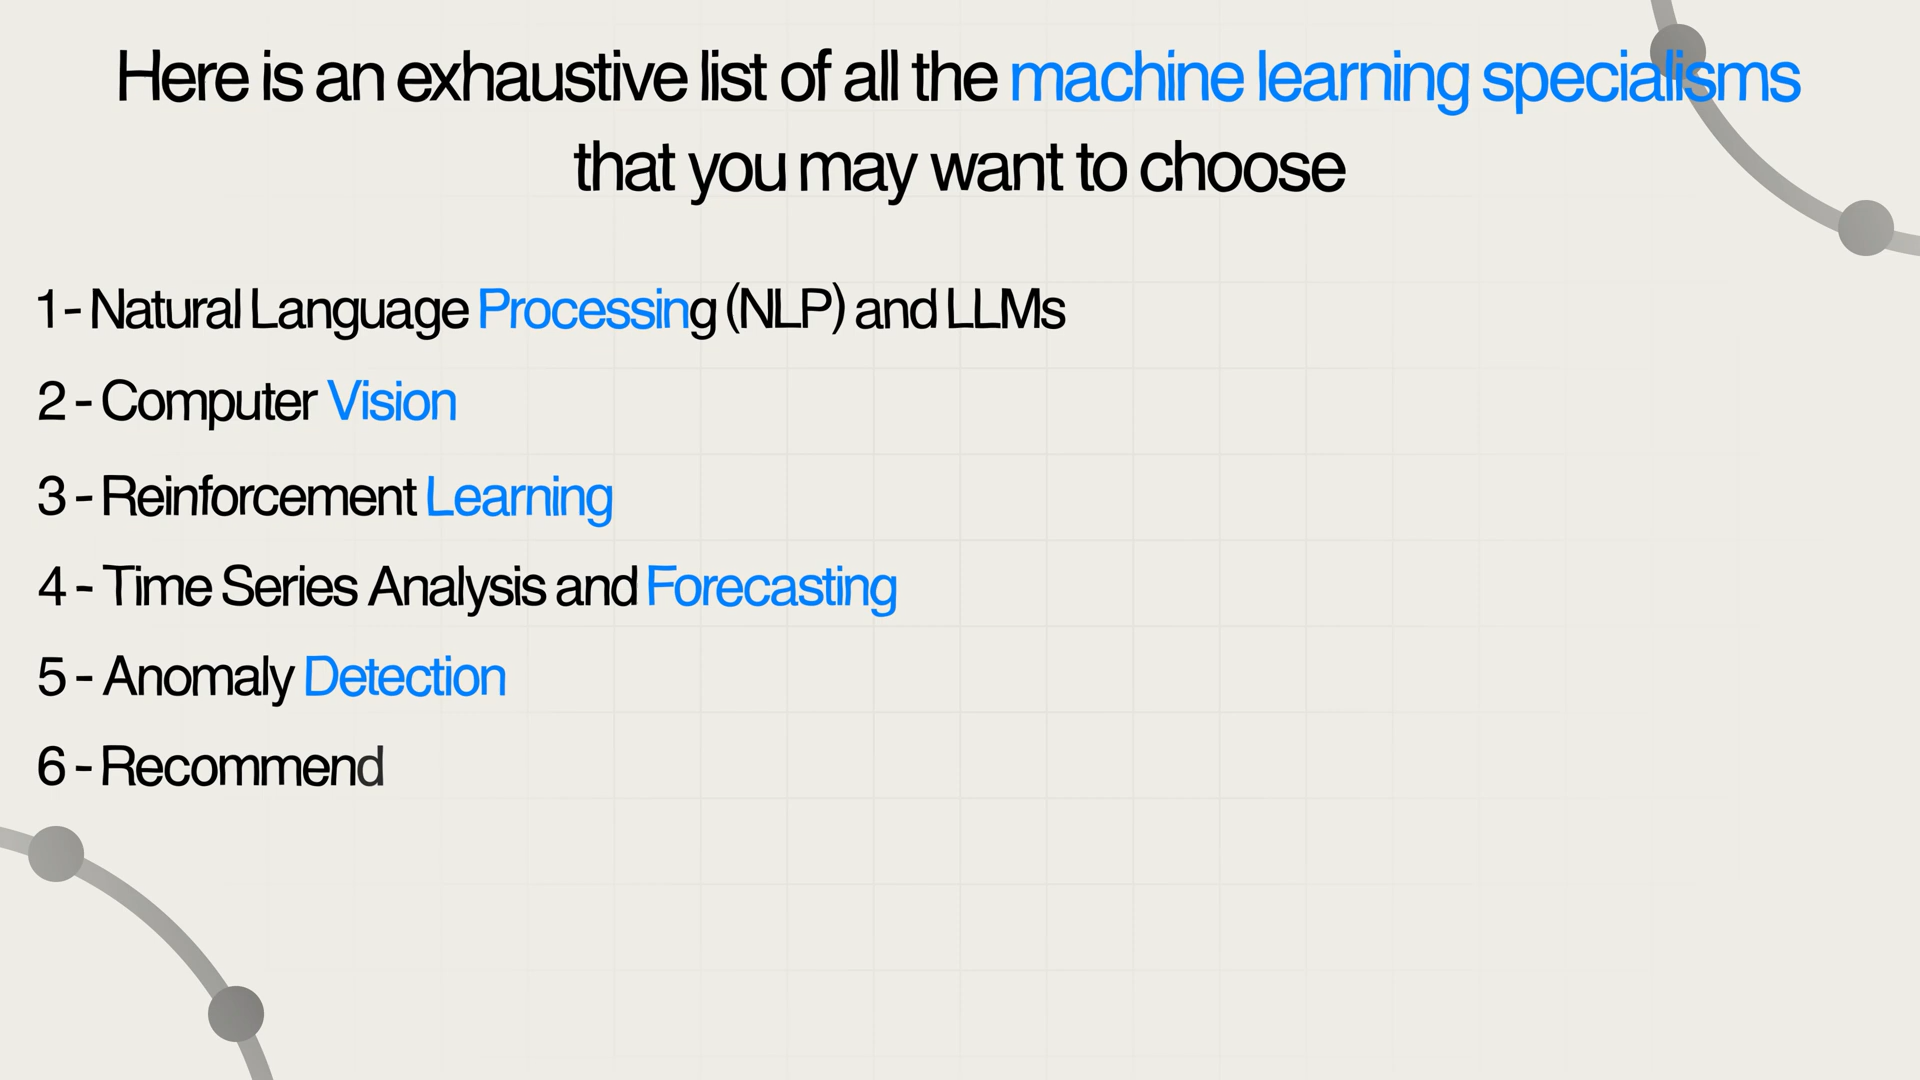 Here is an exhaustive list of all the machine learning specialisms
that you may want to choose
1- Natural Language Processing (NLP) and LLMs
2 - Computer Vision
3 - Reinforcement Learning
4 - Time Series Analysis and Forecasting
5 - Anomaly Detection
6 - Recommend